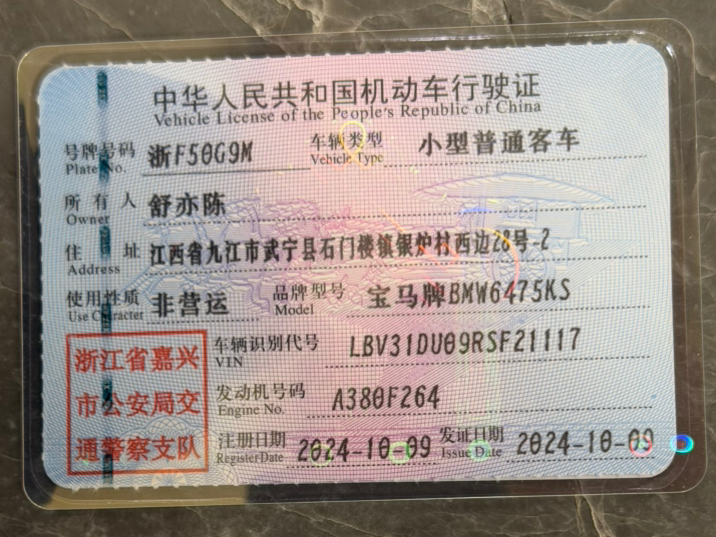 中华人民共和国机动车行驶证
Vehicle License of the People's Republic of China
号牌号码 浙F50G9M 车辆类型 小型普通客车
Plate No. Vehicle Type
所有人 舒亦陈
Owner
住址 江西省九江市武宁县石门楼镇银炉村西边28号-2
Address
使用性质 非营运 品牌型号 宝马牌BMW6475KS
Use Character Model
浙江省嘉兴
市公安局交
通警察支队
车辆识别代号 LBV31DU09RSF21117
VIN
发动机号码 A380F264
Engine No.
注册日期 2024-10-09 发证日期 2024-10-09
Register Date Issue Date